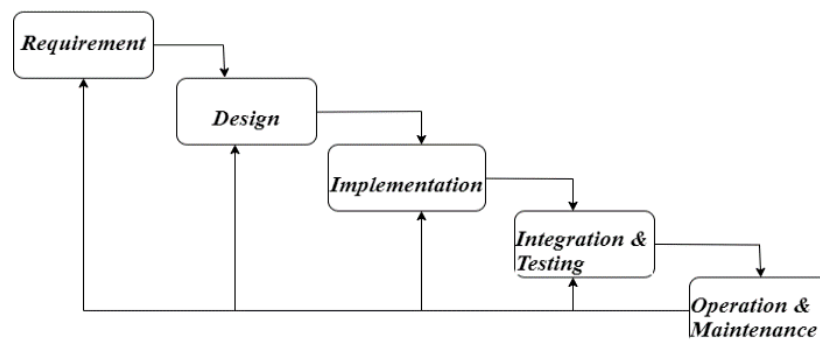 Requirement
Design
Implementation
Integration &
Testing
Operation &
Maintenance